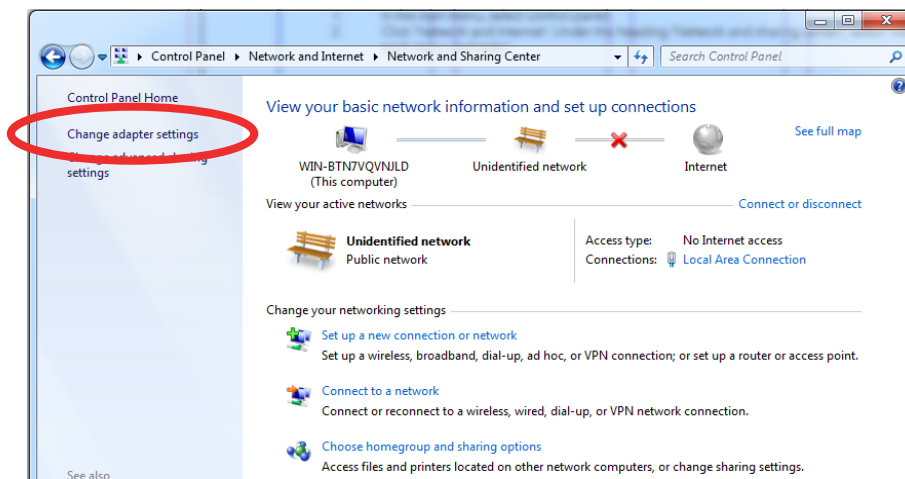 Control Panel Network and Internet Network and Sharing Center Search Control Panel
Control Panel Home
Change adapter settings
Change advanced sharing
settings
See also
View your basic network information and set up connections
See full map
WIN-BTN7VQVNJLD
(This computer)
Unidentified network
Internet
View your active networks
Connect or disconnect
Unidentified network
Public network
Access type: No Internet access
Connections: Local Area Connection
Change your networking settings
Set up a new connection or network
Set up a wireless, broadband, dial-up, ad hoc, or VPN connection; or set up a router or access point.
Connect to a network
Connect or reconnect to a wireless, wired, dial-up, or VPN network connection.
Choose homegroup and sharing options
Access files and printers located on other network computers, or change sharing settings.